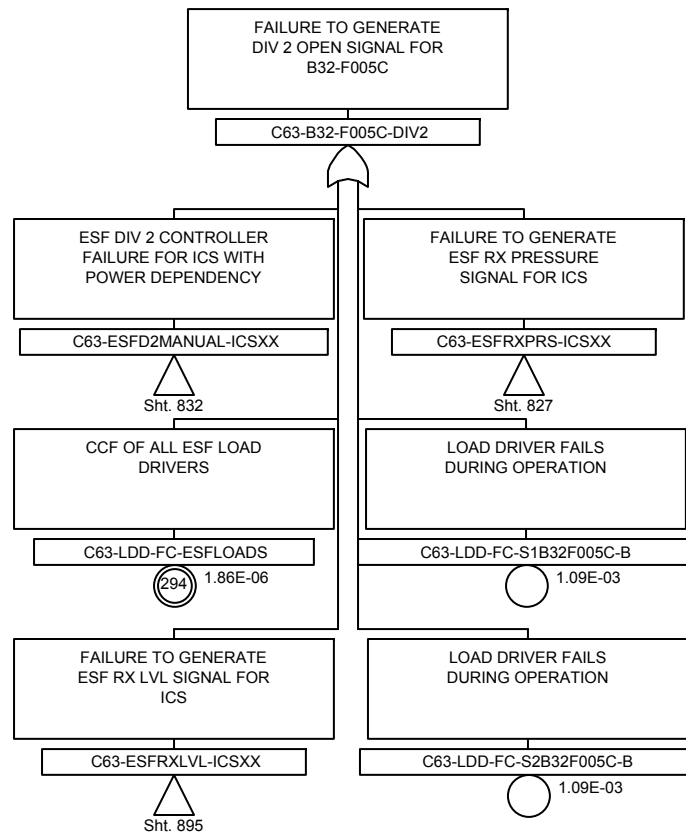 FAILURE TO GENERATE
DIV 2 OPEN SIGNAL FOR
B32-F005C
C63-B32-F005C-DIV2
ESF DIV 2 CONTROLLER
FAILURE FOR ICS WITH
POWER DEPENDENCY
C63-ESFD2MANUAL-ICSXX
Sht. 832
FAILURE TO GENERATE
ESF RX PRESSURE
SIGNAL FOR ICS
C63-ESFRXPRS-ICSXX
Sht. 827
CCF OF ALL ESF LOAD
DRIVERS
C63-LDD-FC-ESFLOADS
294
1.86E-06
LOAD DRIVER FAILS
DURING OPERATION
C63-LDD-FC-S1B32F005C-B
1.09E-03
FAILURE TO GENERATE
ESF RX LVL SIGNAL FOR
ICS
C63-ESFRXLVL-ICSXX
Sht. 895
LOAD DRIVER FAILS
DURING OPERATION
C63-LDD-FC-S2B32F005C-B
1.09E-03